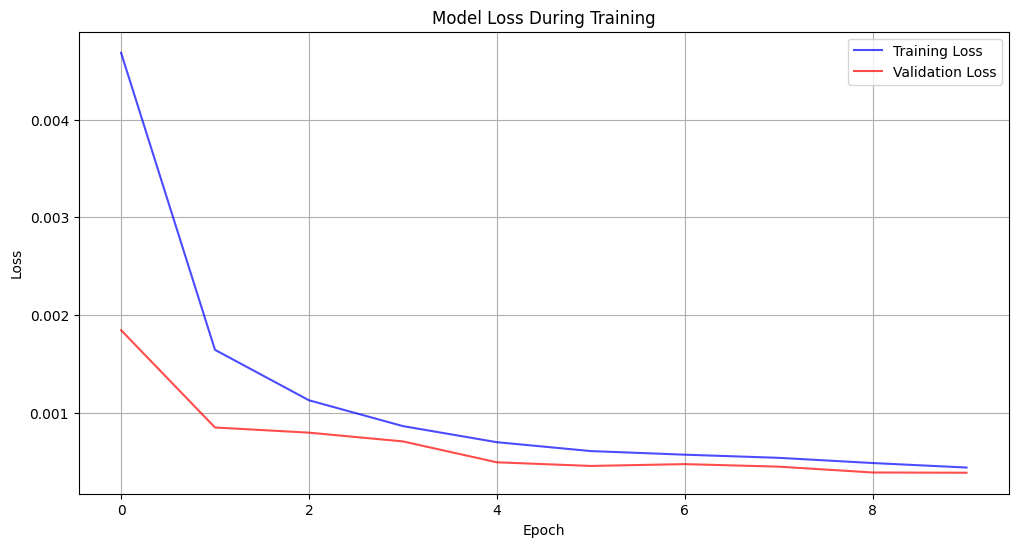 Model Loss During Training
Training Loss
Validation Loss
0.004
0.003
0.002
0.001
Loss
0 2 4 6 8
Epoch